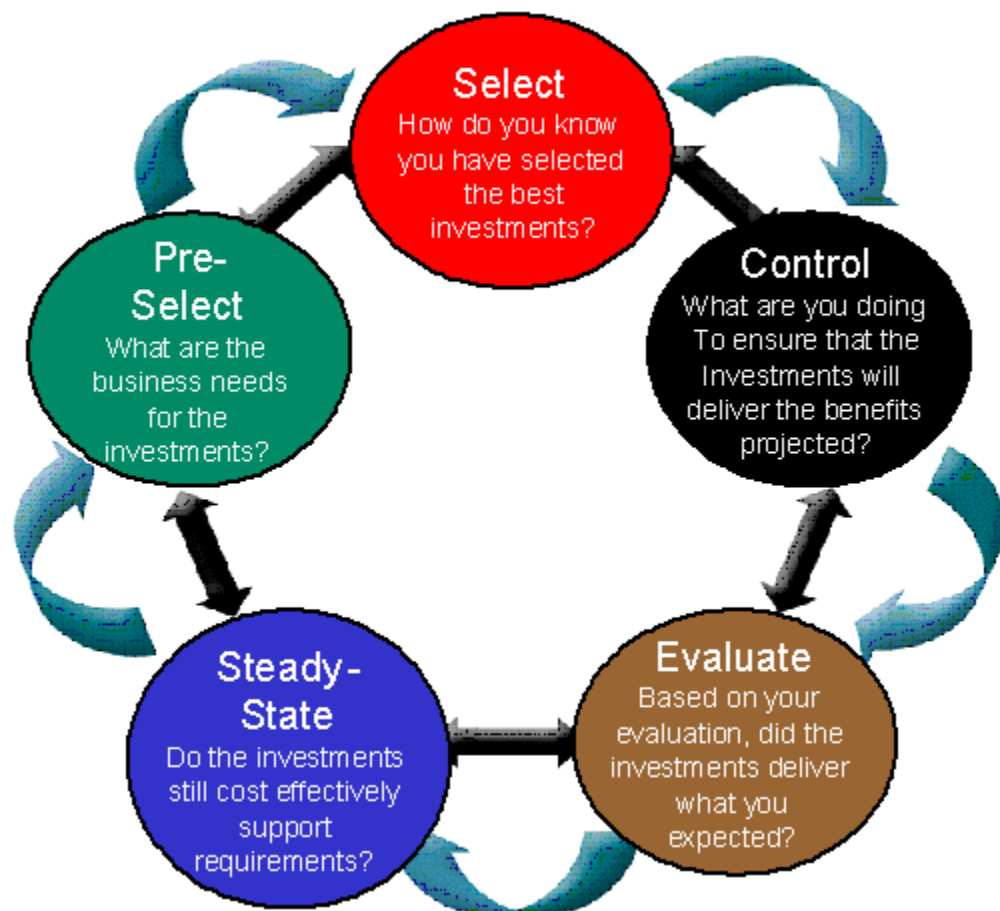 Select
How do you know
you have selected
the best
investments?
Pre-
Select
What are the
business needs
for the
investments?
Control
What are you doing
To ensure that the
Investments will
deliver the benefits
projected?
Steady-
State
Do the investments
still cost effectively
support
requirements?
Evaluate
Based on your
evaluation, did the
investments deliver
what you
expected?